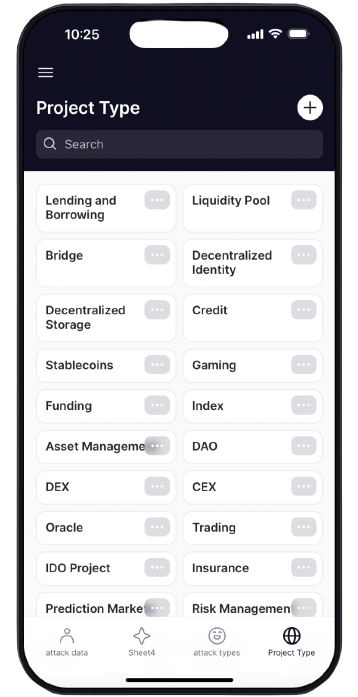 10:25
Project Type
Search
Lending and
Borrowing
Liquidity Pool
Bridge
Decentralized
Identity
Decentralized
Storage
Credit
Stablecoins
Gaming
Funding
Index
Asset Manageme
DAO
DEX
CEX
Oracle
Trading
IDO Project
Insurance
Prediction Market
Risk Managemen
attack data
Sheet4
attack types
Project Type